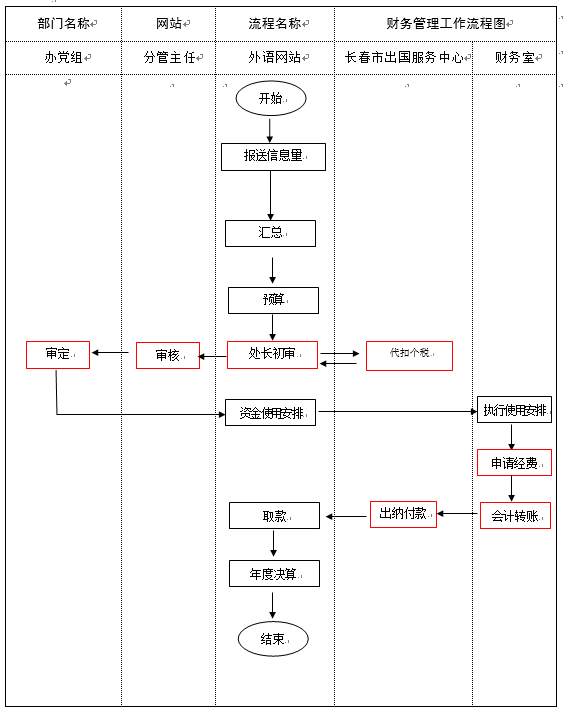 部门名称 网站 流程名称 财务管理工作流程图
办党组 分管主任 外语网站 长春市出国服务中心 财务室
开始
报送信息量
汇总
预算
审定 审核 处长初审 代扣个税
资金使用安排 执行使用安排
申请经费
取款 出纳付款 会计转账
年度决算
结束